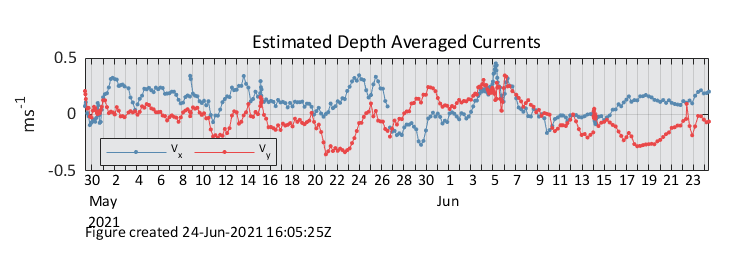 Estimated Depth Averaged Currents
0.5
0
-0.5
ms-1
Vx Vy
30 2 4 6 8 10 12 14 16 18 20 22 24 26 28 30 1 3 5 7 9 11 13 15 17 19 21 23
May Jun
2021
Figure created 24-Jun-2021 16:05:25Z